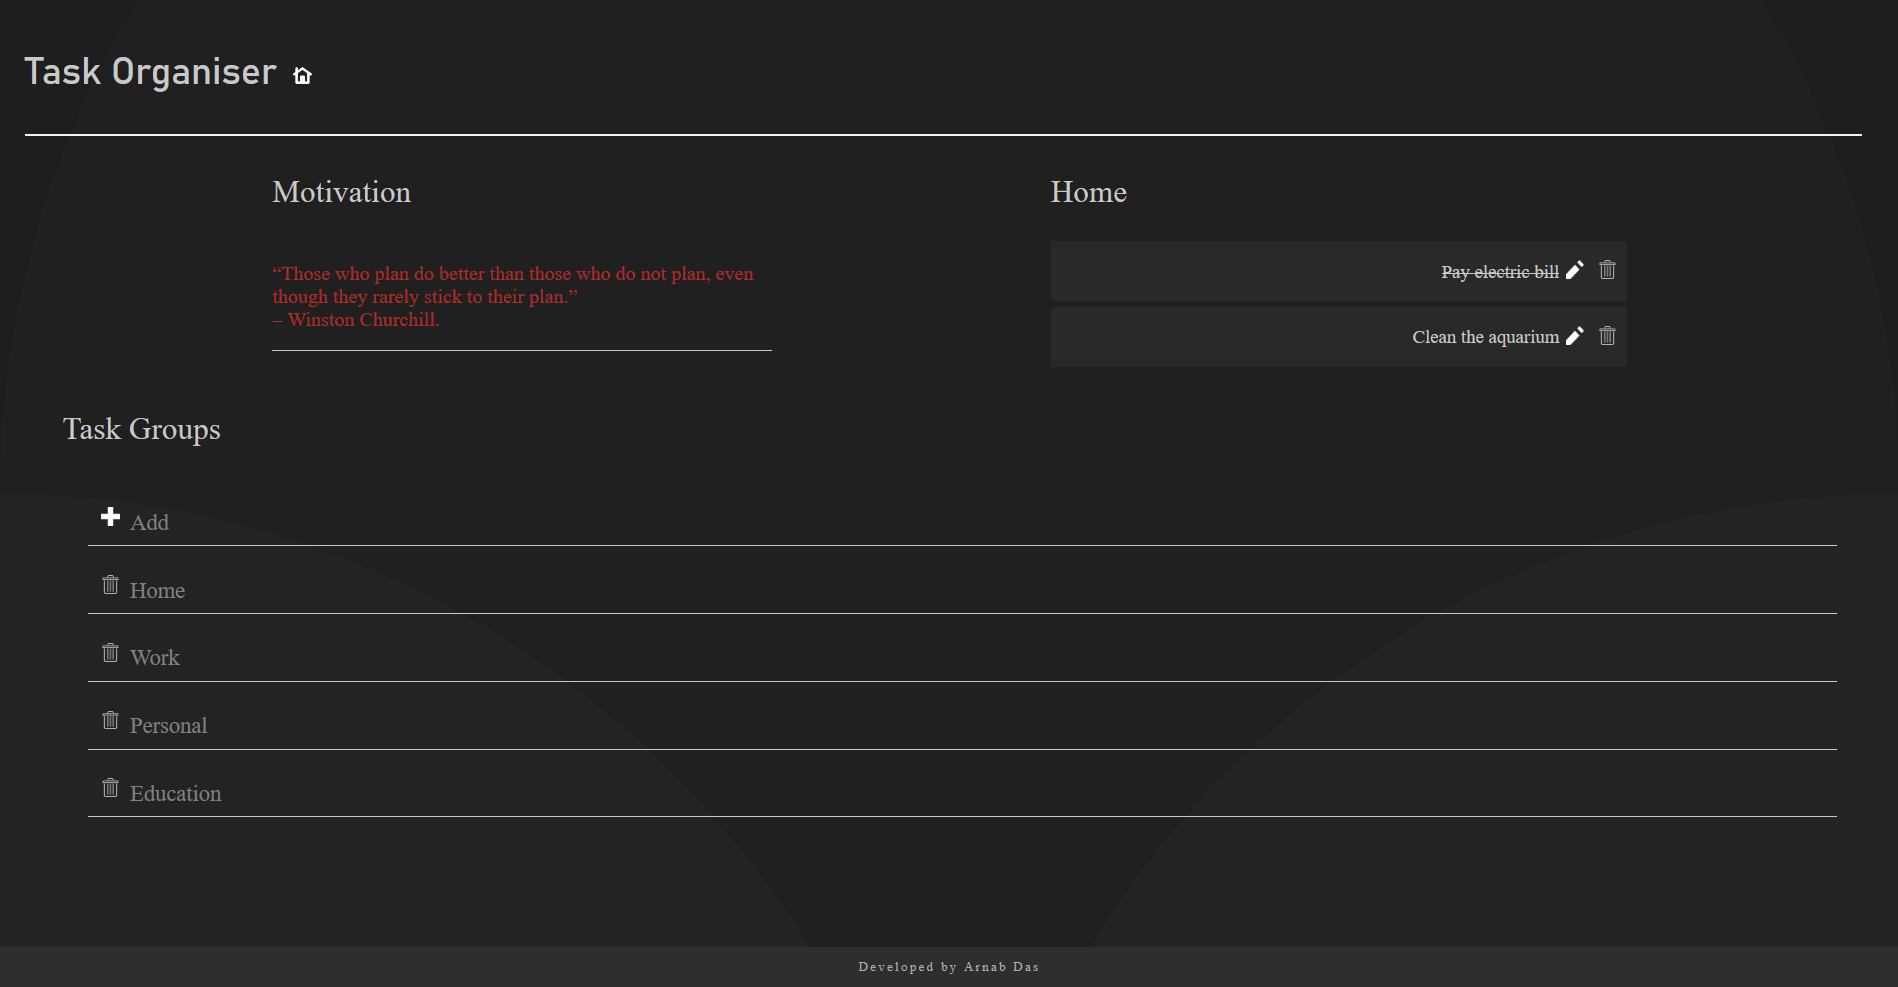 Task Organiser
Motivation
“Those who plan do better than those who do not plan, even
though they rarely stick to their plan.”
– Winston Churchill.
Home
Pay electric bill
Clean the aquarium
Task Groups
Add
Home
Work
Personal
Education
Developed by Arnab Das